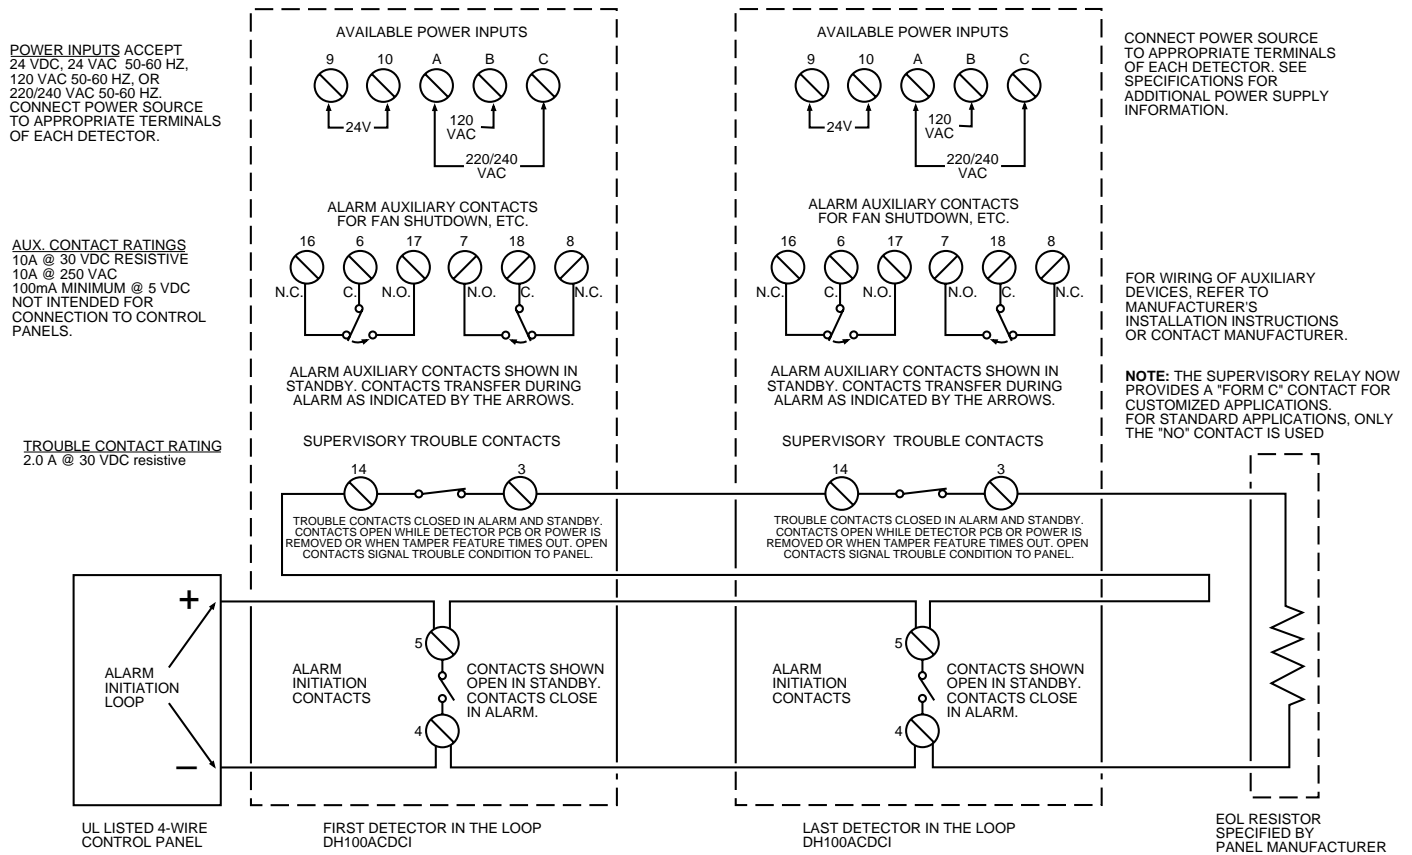 POWER INPUTS ACCEPT
24 VDC, 24 VAC 50-60 HZ,
120 VAC 50-60 HZ, OR
220/240 VAC 50-60 HZ.
CONNECT POWER SOURCE
TO APPROPRIATE TERMINALS
OF EACH DETECTOR.
AUX. CONTACT RATINGS
10A @ 30 VDC RESISTIVE
10A @ 250 VAC
100mA MINIMUM @ 5 VDC
NOT INTENDED FOR
CONNECTION TO CONTROL
PANELS.
TROUBLE CONTACT RATING
2.0 A @ 30 VDC resistive
AVAILABLE POWER INPUTS
9 10 A B C
24V
120
VAC
220/240
VAC
ALARM AUXILIARY CONTACTS
FOR FAN SHUTDOWN, ETC.
16 6 17 7 18 8
N.C. C. N.O. N.O. C. N.C.
ALARM AUXILIARY CONTACTS SHOWN IN
STANDBY. CONTACTS TRANSFER DURING
ALARM AS INDICATED BY THE ARROWS.
SUPERVISORY TROUBLE CONTACTS
14 3
TROUBLE CONTACTS CLOSED IN ALARM AND STANDBY.
CONTACTS OPEN WHILE DETECTOR PCB OR POWER IS
REMOVED OR WHEN TAMPER FEATURE TIMES OUT. OPEN
CONTACTS SIGNAL TROUBLE CONDITION TO PANEL.
AVAILABLE POWER INPUTS
9 10 A B C
24V
120
VAC
220/240
VAC
ALARM AUXILIARY CONTACTS
FOR FAN SHUTDOWN, ETC.
16 6 17 7 18 8
N.C. C. N.O. N.O. C. N.C.
ALARM AUXILIARY CONTACTS SHOWN IN
STANDBY. CONTACTS TRANSFER DURING
ALARM AS INDICATED BY THE ARROWS.
SUPERVISORY TROUBLE CONTACTS
14 3
TROUBLE CONTACTS CLOSED IN ALARM AND STANDBY.
CONTACTS OPEN WHILE DETECTOR PCB OR POWER IS
REMOVED OR WHEN TAMPER FEATURE TIMES OUT. OPEN
CONTACTS SIGNAL TROUBLE CONDITION TO PANEL.
CONNECT POWER SOURCE
TO APPROPRIATE TERMINALS
OF EACH DETECTOR. SEE
SPECIFICATIONS FOR
ADDITIONAL POWER SUPPLY
INFORMATION.
FOR WIRING OF AUXILIARY
DEVICES, REFER TO
MANUFACTURER'S
INSTALLATION INSTRUCTIONS
OR CONTACT MANUFACTURER.
NOTE: THE SUPERVISORY RELAY NOW
PROVIDES A "FORM C" CONTACT FOR
CUSTOMIZED APPLICATIONS.
FOR STANDARD APPLICATIONS, ONLY
THE "NO" CONTACT IS USED
+
ALARM
INITIATION
LOOP
−
ALARM
INITIATION
CONTACTS
5
4
CONTACTS SHOWN
OPEN IN STANDBY.
CONTACTS CLOSE
IN ALARM.
ALARM
INITIATION
CONTACTS
5
4
CONTACTS SHOWN
OPEN IN STANDBY.
CONTACTS CLOSE
IN ALARM.
UL LISTED 4-WIRE
CONTROL PANEL
FIRST DETECTOR IN THE LOOP
DH100ACDCI
LAST DETECTOR IN THE LOOP
DH100ACDCI
EOL RESISTOR
SPECIFIED BY
PANEL MANUFACTURER